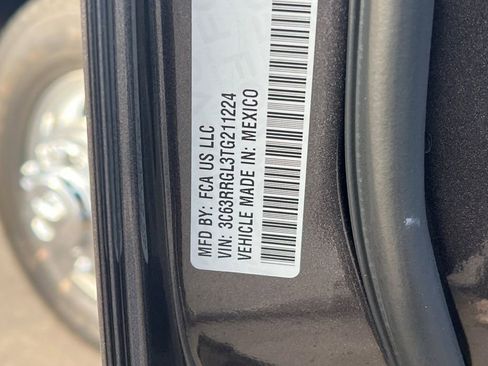 MFD BY: FCA US LLC
VIN: 3C63RRGL3TG211224
VEHICLE MADE IN: MEXICO